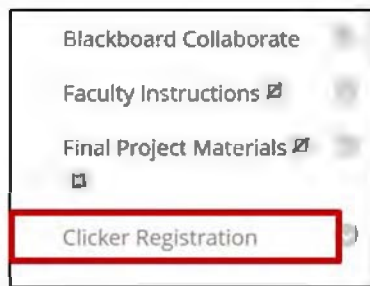 Blackboard Collaborate
Faculty Instructions
Final Project Materials
Clicker Registration